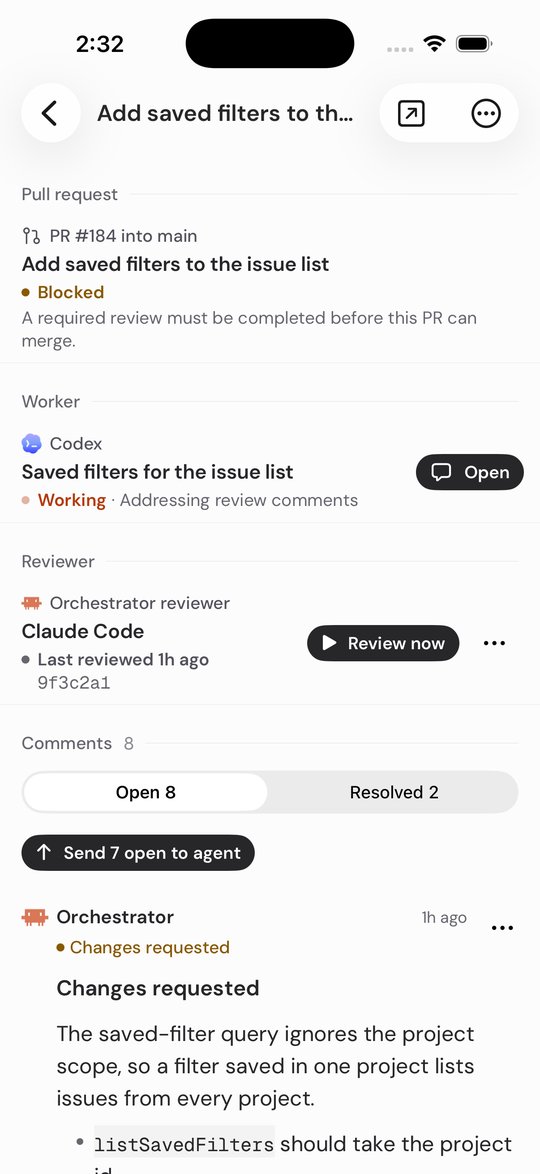 2:32
Add saved filters to th...
Pull request
PR #184 into main
Add saved filters to the issue list
Blocked
A required review must be completed before this PR can
merge.
Worker
Codex
Saved filters for the issue list
Open
Working · Addressing review comments
Reviewer
Orchestrator reviewer
Claude Code
Review now
Last reviewed 1h ago
9f3c2a1
Comments 8
Open 8
Resolved 2
Send 7 open to agent
Orchestrator
1h ago
Changes requested
Changes requested
The saved-filter query ignores the project
scope, so a filter saved in one project lists
issues from every project.
• listSavedFilters should take the project
id